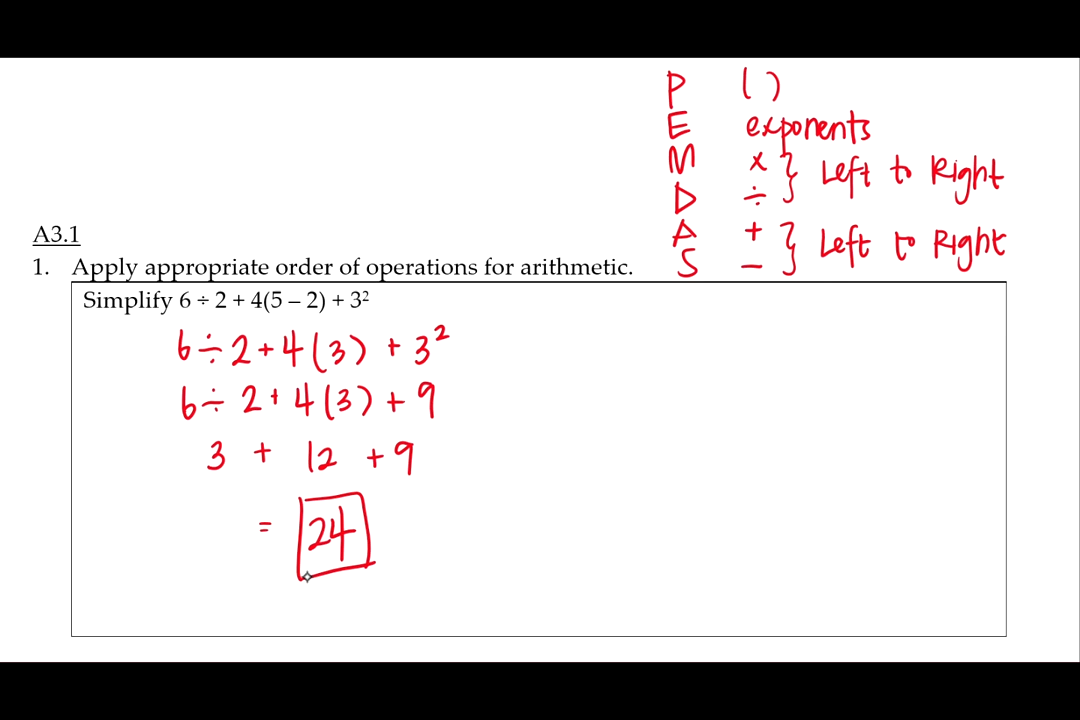 P ( )
E exponents
M × } Left to Right
D ÷
A + } Left to Right
S −
A3.1
1. Apply appropriate order of operations for arithmetic.
Simplify 6 ÷ 2 + 4(5 – 2) + 3²
6 ÷ 2 + 4(3) + 3²
6 ÷ 2 + 4(3) + 9
3 + 12 + 9
= 24